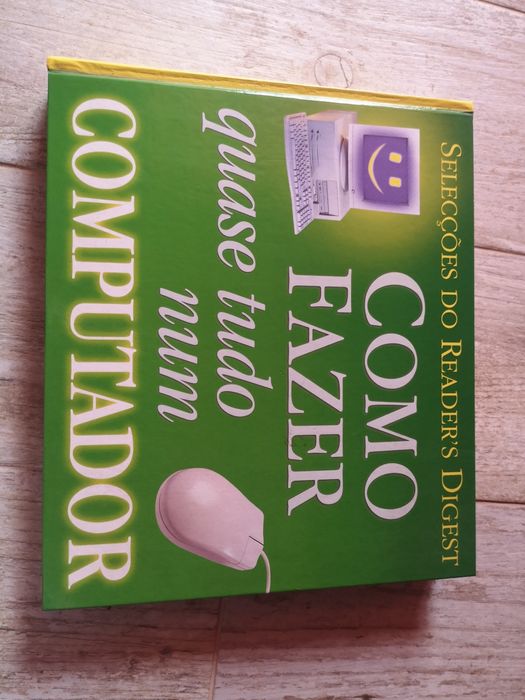 SELECÇÕES DO READER'S DIGEST
COMO
FAZER
quase tudo
num
COMPUTADOR